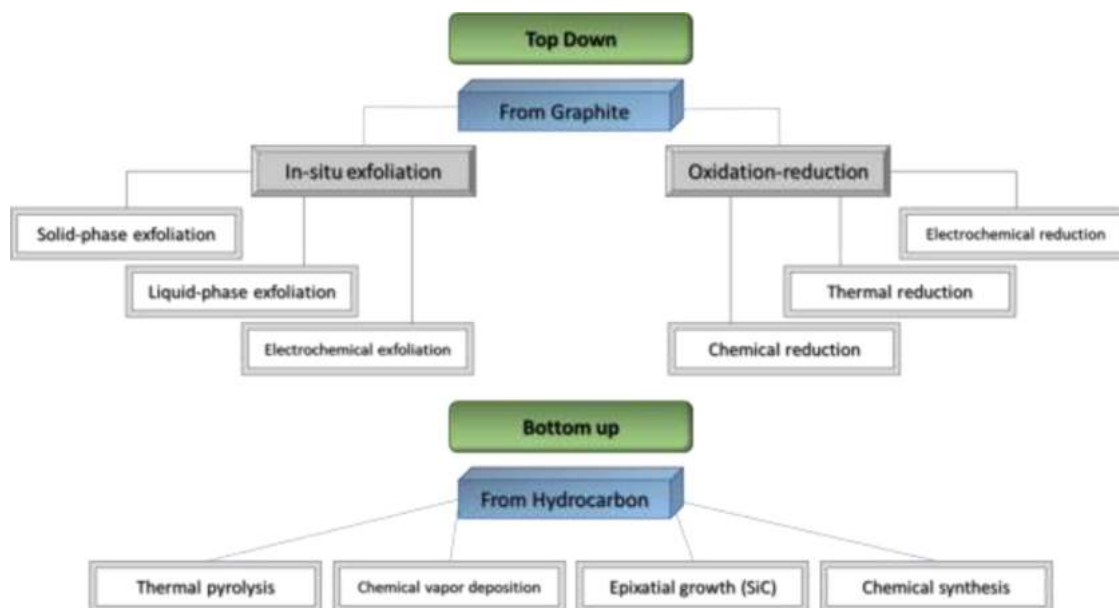 Top Down
From Graphite
In-situ exfoliation
Oxidation-reduction
Solid-phase exfoliation
Electrochemical reduction
Liquid-phase exfoliation
Thermal reduction
Electrochemical exfoliation
Chemical reduction
Bottom up
From Hydrocarbon
Thermal pyrolysis
Chemical vapor deposition
Epixatial growth (SiC)
Chemical synthesis